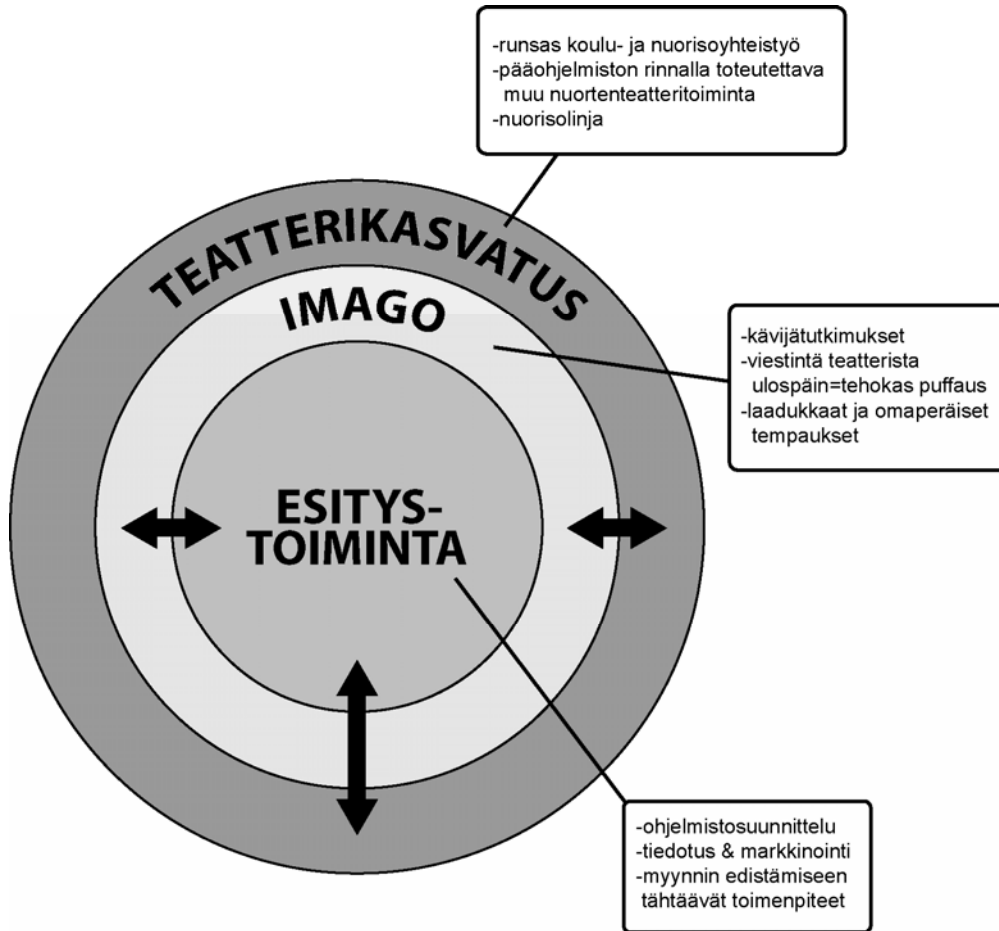 -runsas koulu- ja nuorisoyhteistyö
-pääohjelmiston rinnalla toteutettava
muu nuortenteatteritoiminta
-nuorisolinja
TEATTERIKASVATUS
IMAGO
-kävijätutkimukset
-viestintä teatterista
ulospäin=tehokas puffaus
-laadukkaat ja omaperäiset
tempaukset
ESITYS-
TOIMINTA
-ohjelmistosuunnittelu
-tiedotus & markkinointi
-myynnin edistämiseen
tähtäävät toimenpiteet